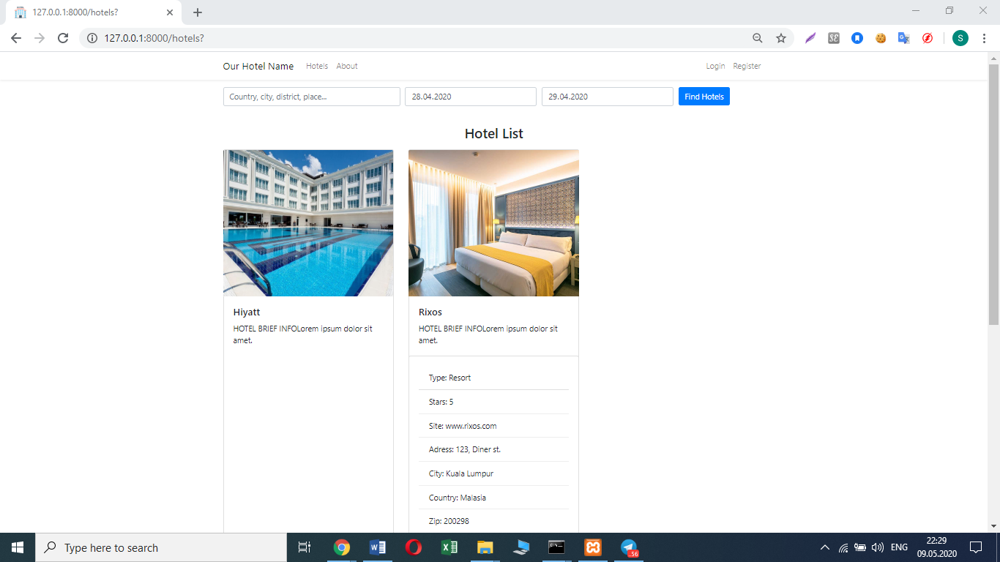 127.0.0.1:8000/hotels?
127.0.0.1:8000/hotels?
S
Our Hotel Name Hotels About Login Register
Country, city, district, place... 28.04.2020 29.04.2020 Find Hotels
Hotel List
Hiyatt
HOTEL BRIEF INFOLorem ipsum dolor sit
amet.
Rixos
HOTEL BRIEF INFOLorem ipsum dolor sit
amet.
Type: Resort
Stars: 5
Site: www.rixos.com
Adress: 123, Diner st.
City: Kuala Lumpur
Country: Malasia
Zip: 200298
Type here to search
.56
ENG
22:29
09.05.2020